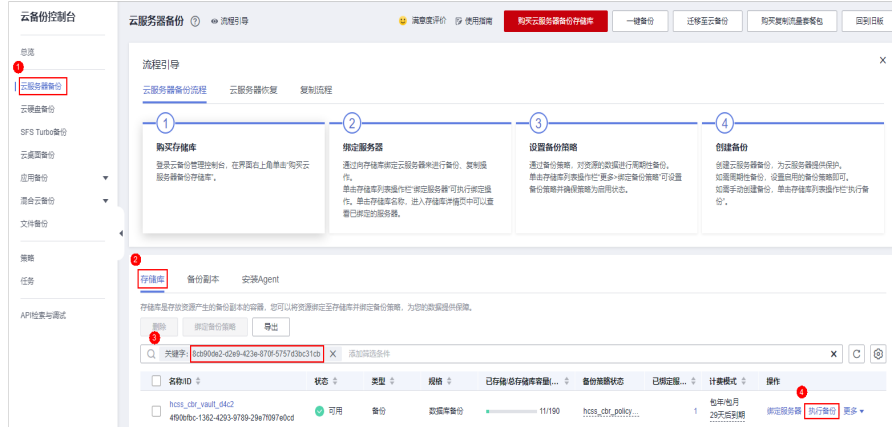 云备份控制台
总览
1
云服务器备份
云硬盘备份
SFS Turbo备份
云桌面备份
应用备份
混合云备份
文件备份
策略
任务
API检索与调试
云服务器备份 ? 流程引导 满意度评价 使用指南 购买云服务器备份存储库 一键备份 迁移至云备份 购买复制流量套餐包 回到旧版
流程引导 X
云服务器备份流程 云服务器恢复 复制流程
1 2 3 4
购买存储库 绑定服务器 设置备份策略 创建备份
登录云备份管理控制台，在界面右上角单击“购买云
服务器备份存储库”。
通过向存储库绑定云服务器来进行备份、复制操
作。
单击存储库列表操作栏“绑定服务器”可执行绑定操
作。单击存储库名称，进入存储库详情页中可以查
看已绑定的服务器。
通过备份策略，对资源的数据进行周期性备份。
单击存储库列表操作栏“更多>绑定备份策略”可设置
备份策略并确保策略为启用状态。
创建云服务器备份，为云服务器提供保护。
如需周期性备份，设置启用的备份策略即可。
如需手动创建备份，单击存储库列表操作栏“执行备
份”。
2
存储库 备份副本 安装Agent
存储库是存放资源产生的备份副本的容器，您可以将资源绑定至存储库并绑定备份策略，为您的数据提供保障。
删除 绑定备份策略 导出
3
关键字: 8cb90de2-d2e9-423e-870f-5757d3bc31cb X 添加筛选条件 X C
名称/ID 状态 类型 规格 已存储/总存储库容量(... 备份策略状态 已绑定服... 计费模式 操作
4
hcss_cbr_vault_d4c2 可用 备份 数据库备份 11/190 hcss_cbr_policy... 1 包年/包月 绑定服务器 执行备份 更多
4f90bfbc-1362-4293-9789-29e7f097e0cd 29天后到期